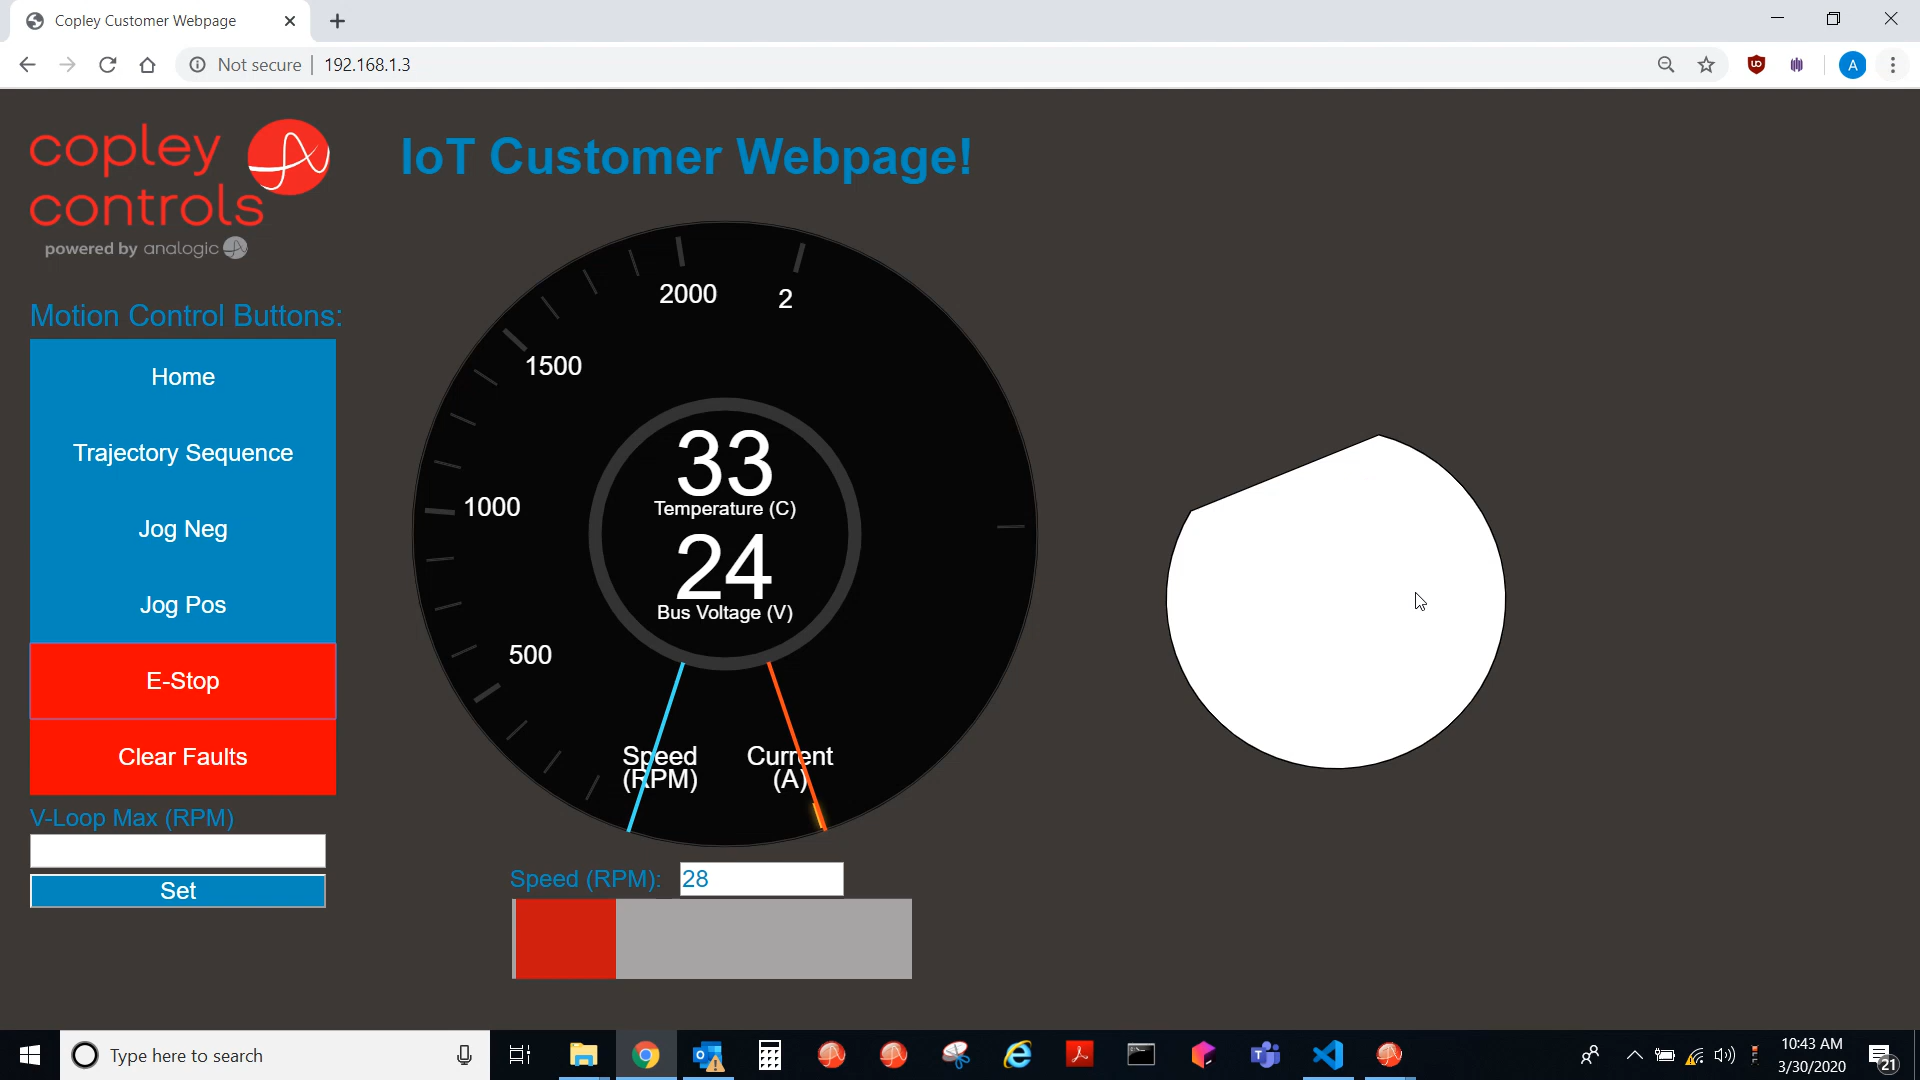 Copley Customer Webpage
Not secure
192.168.1.3
A
copley
controls
powered by analogic
IoT Customer Webpage!
Motion Control Buttons:
Home
Trajectory Sequence
Jog Neg
Jog Pos
E-Stop
Clear Faults
V-Loop Max (RPM)
Set
2000
2
1500
1000
500
33
Temperature (C)
24
Bus Voltage (V)
Speed
(RPM)
Current
(A)
Speed (RPM):
28
Type here to search
10:43 AM
3/30/2020
21